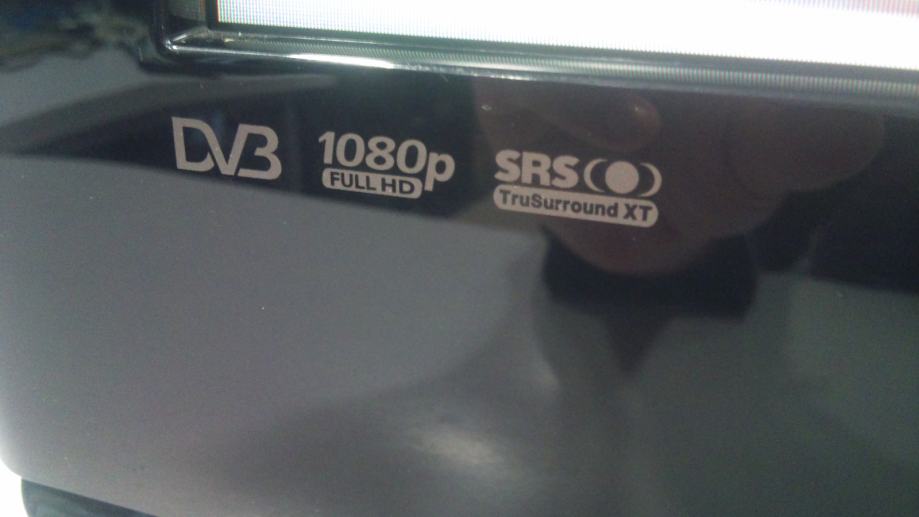 DVB
1080p
FULL HD
SRS
TruSurround XT